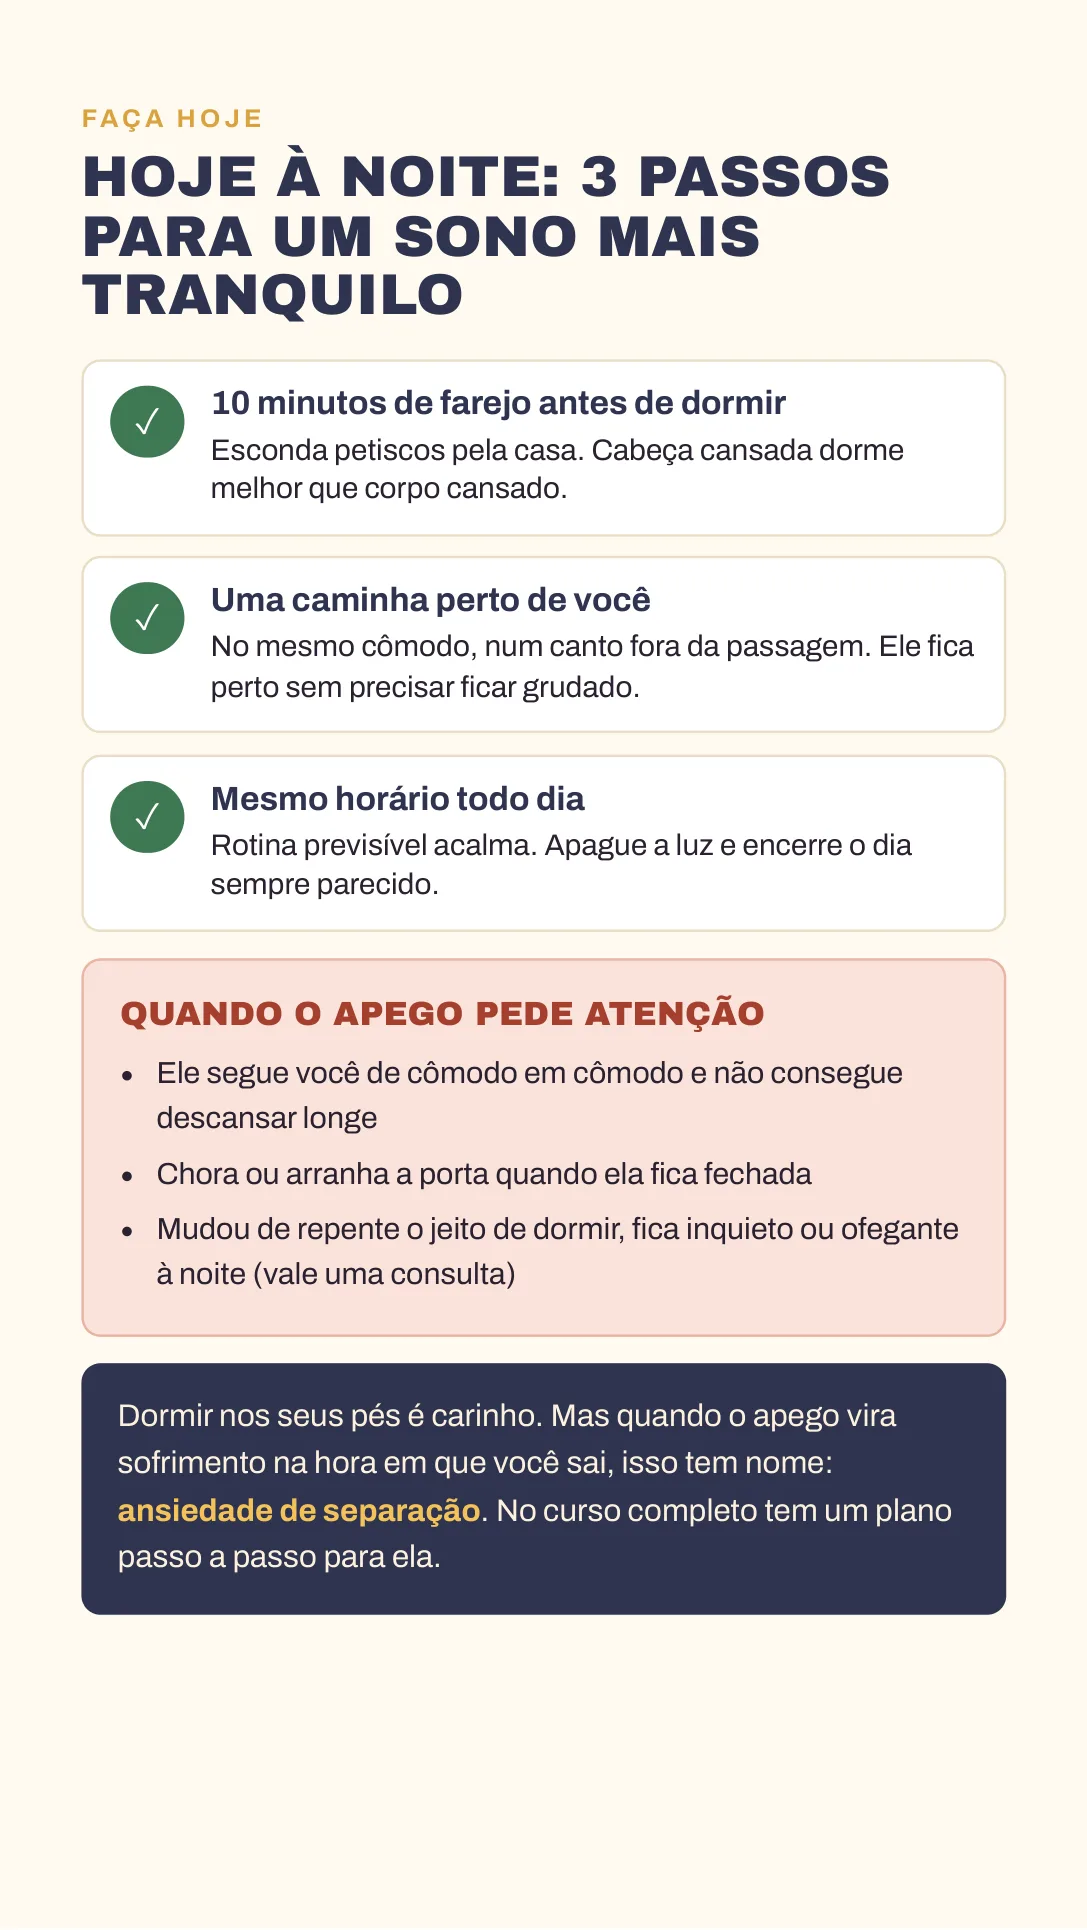 FAÇA HOJE
HOJE À NOITE: 3 PASSOS
PARA UM SONO MAIS
TRANQUILO
✓
10 minutos de farejo antes de dormir
Esconda petiscos pela casa. Cabeça cansada dorme
melhor que corpo cansado.
✓
Uma caminha perto de você
No mesmo cômodo, num canto fora da passagem. Ele fica
perto sem precisar ficar grudado.
✓
Mesmo horário todo dia
Rotina previsível acalma. Apague a luz e encerre o dia
sempre parecido.
QUANDO O APEGO PEDE ATENÇÃO
• Ele segue você de cômodo em cômodo e não consegue
descansar longe
• Chora ou arranha a porta quando ela fica fechada
• Mudou de repente o jeito de dormir, fica inquieto ou ofegante
à noite (vale uma consulta)
Dormir nos seus pés é carinho. Mas quando o apego vira
sofrimento na hora em que você sai, isso tem nome:
ansiedade de separação. No curso completo tem um plano
passo a passo para ela.